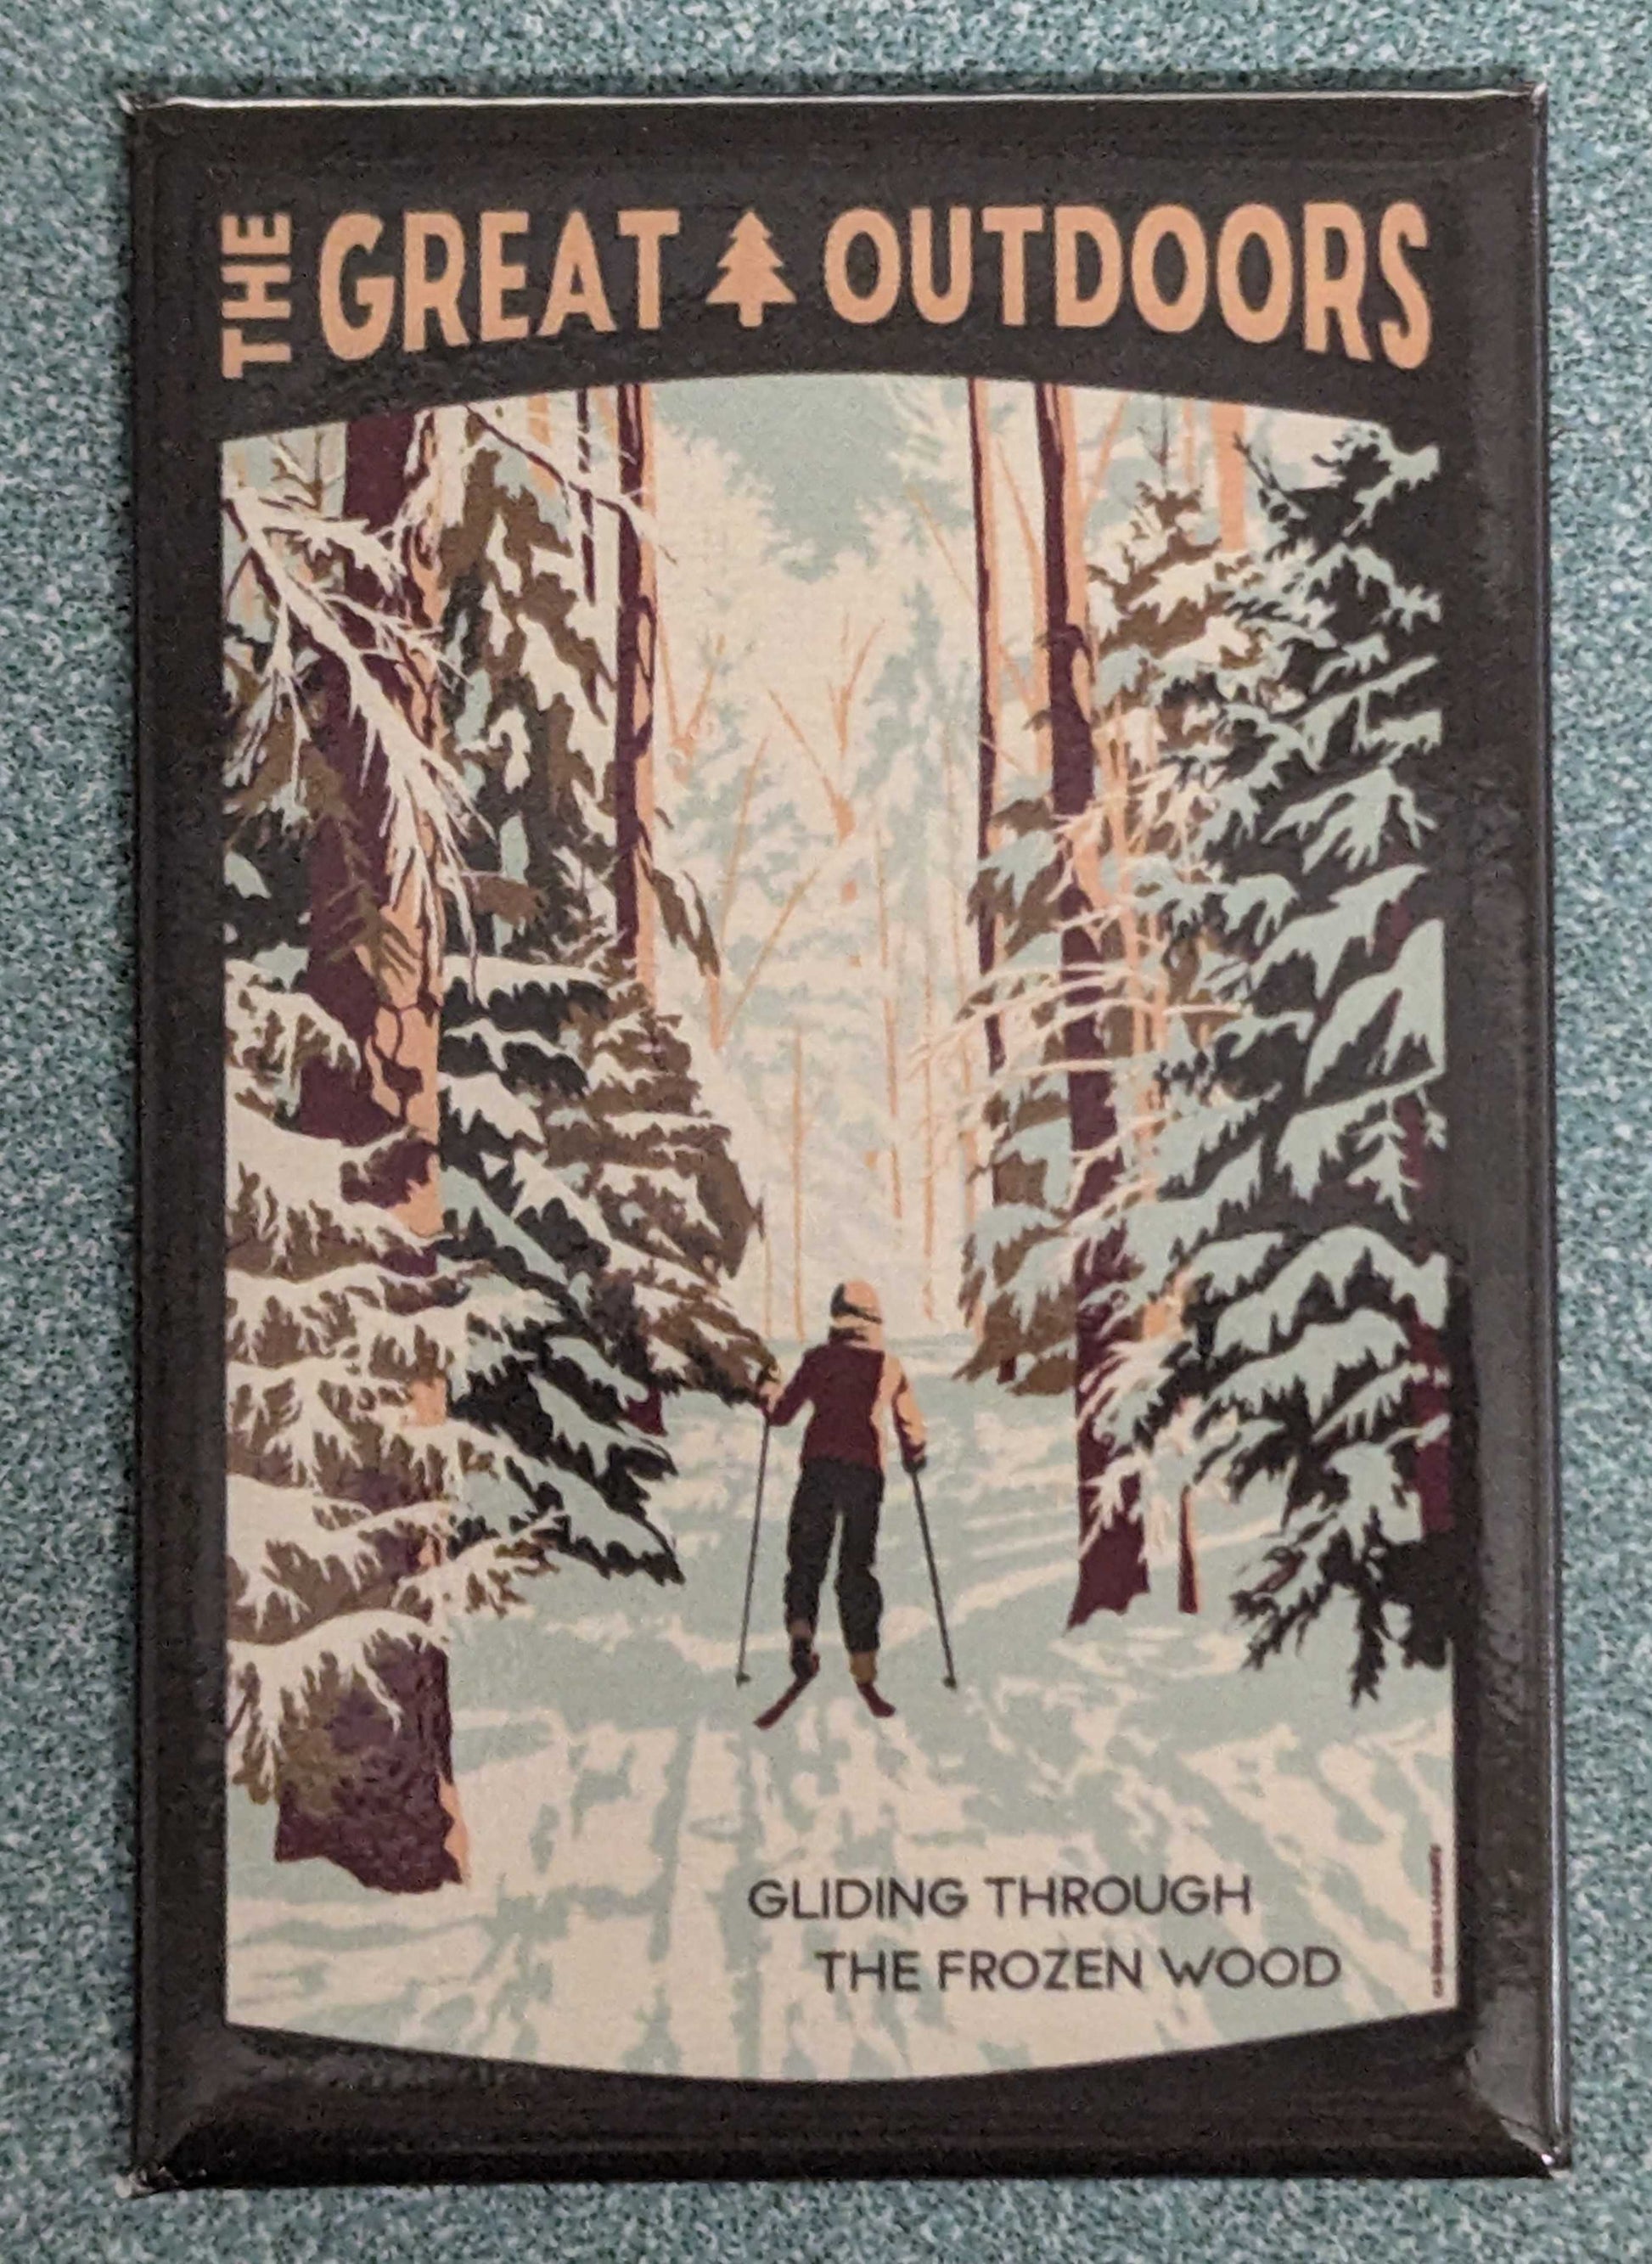 THE GREAT OUTDOORS
GLIDING THROUGH
THE FROZEN WOOD